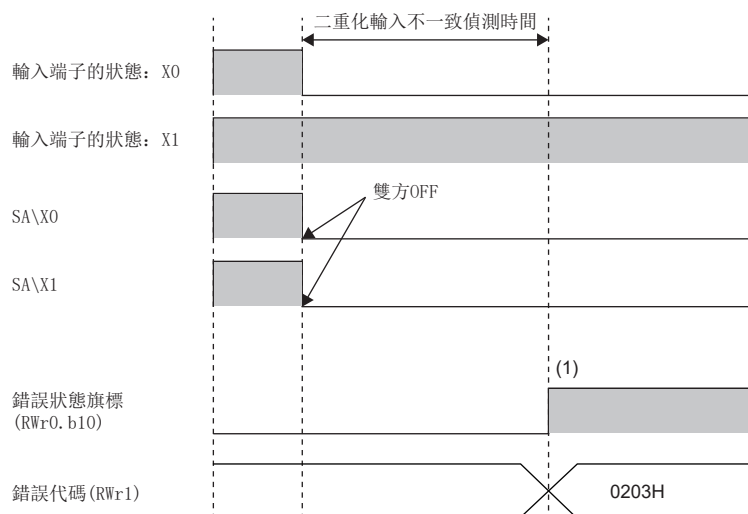 二重化輸入不一致偵測時間
輸入端子的狀態：X0
輸入端子的狀態：X1
雙方OFF
SA\X0
SA\X1
(1)
錯誤狀態旗標
(RWr0.b10)
錯誤代碼(RWr1)
0203H